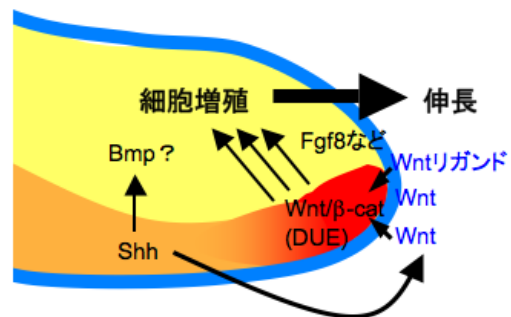 細胞増殖
伸長
Fgf8など
Bmp？
Wntリガンド
Wnt/β-cat
(DUE)
Wnt
Wnt
Shh